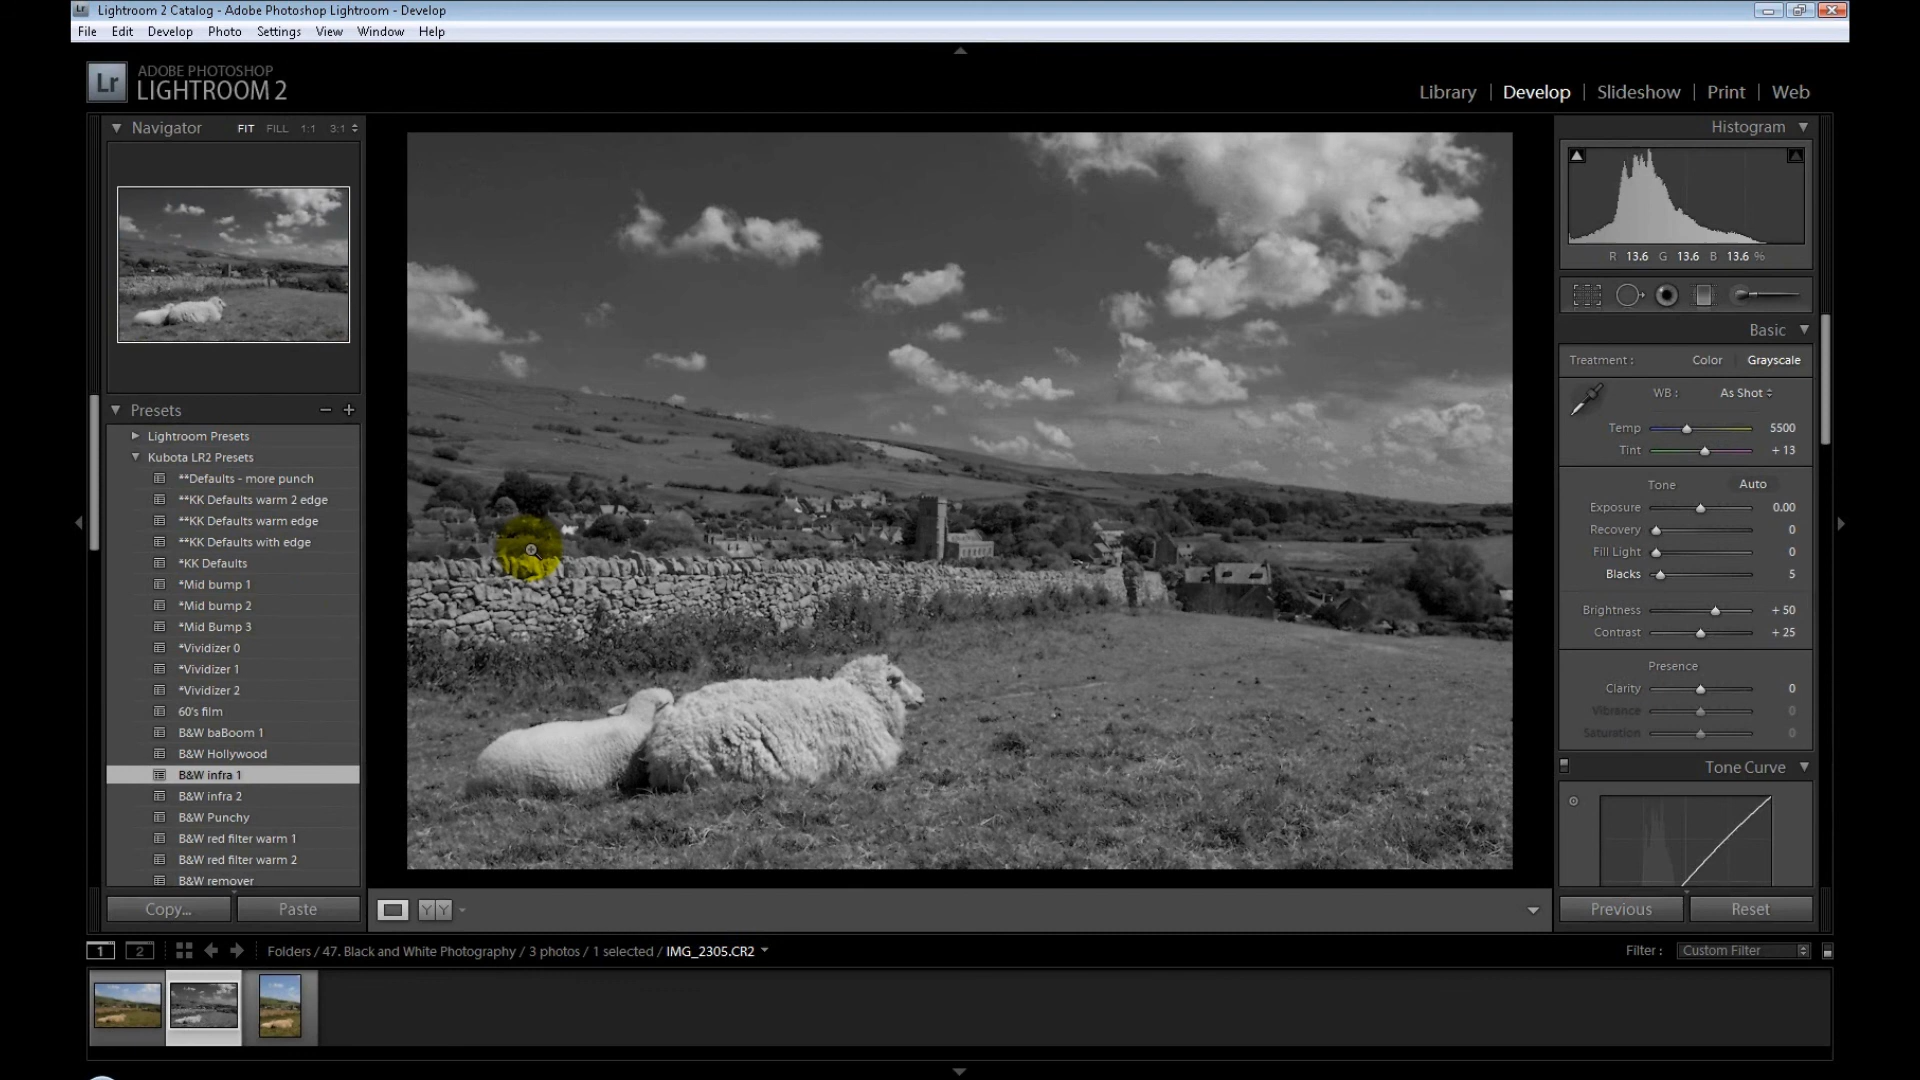 Lr Lightroom 2 Catalog - Adobe Photoshop Lightroom - Develop
File Edit Develop Photo Settings View Window Help
Lr ADOBE PHOTOSHOP
LIGHTROOM 2
Library | Develop | Slideshow | Print | Web
Navigator FIT FILL 1:1 3:1
Presets
Lightroom Presets
Kubota LR2 Presets
**Defaults - more punch
**KK Defaults warm 2 edge
**KK Defaults warm edge
**KK Defaults with edge
*KK Defaults
*Mid bump 1
*Mid bump 2
*Mid Bump 3
*Vividizer 0
*Vividizer 1
*Vividizer 2
60's film
B&W baBoom 1
B&W Hollywood
B&W infra 1
B&W infra 2
B&W Punchy
B&W red filter warm 1
B&W red filter warm 2
B&W remover
Copy... Paste
Histogram
R 13.6 G 13.6 B 13.6 %
Basic
Treatment : Color Grayscale
WB : As Shot
Temp 5500
Tint + 13
Tone Auto
Exposure 0.00
Recovery 0
Fill Light 0
Blacks 5
Brightness + 50
Contrast + 25
Presence
Clarity 0
Vibrance 0
Saturation 0
Tone Curve
Y Y
Previous Reset
1 2 Folders / 47. Black and White Photography / 3 photos / 1 selected / IMG_2305.CR2 Filter : Custom Filter